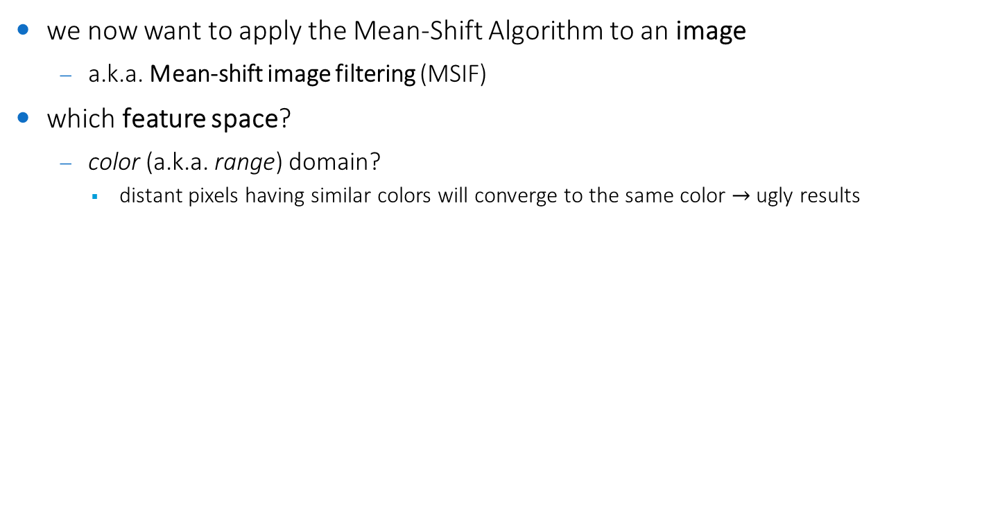 • we now want to apply the Mean-Shift Algorithm to an image
– a.k.a. Mean-shift image filtering (MSIF)
• which feature space?
– color (a.k.a. range) domain?
▪ distant pixels having similar colors will converge to the same color → ugly results